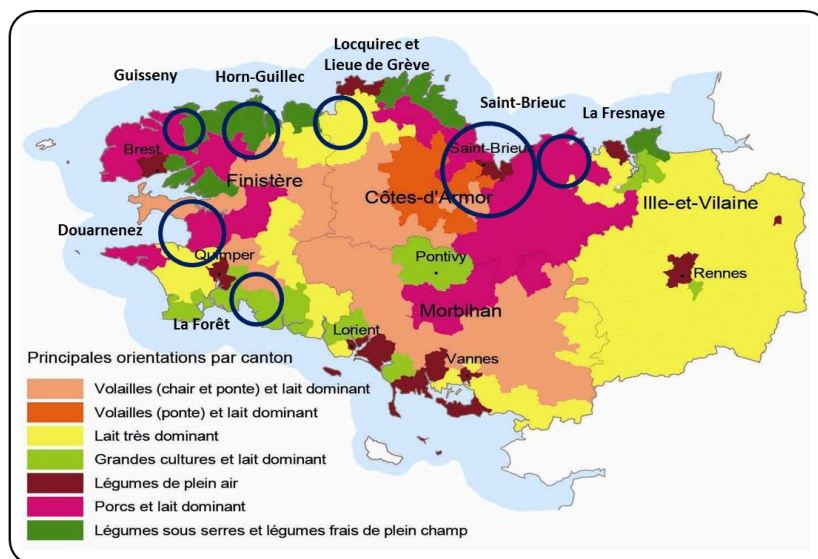 Locquirec et
Lieue de Grève
Guisseny
Horn-Guillec
Saint-Brieuc
La Fresnaye
Brest
Saint-Brieuc
Finistère
Côtes-d'Armor
Ille-et-Vilaine
Douarnenez
Quimper
Pontivy
Rennes
La Forêt
Morbihan
Lorient
Vannes
Principales orientations par canton
Volailles (chair et ponte) et lait dominant
Volailles (ponte) et lait dominant
Lait très dominant
Grandes cultures et lait dominant
Légumes de plein air
Porcs et lait dominant
Légumes sous serres et légumes frais de plein champ